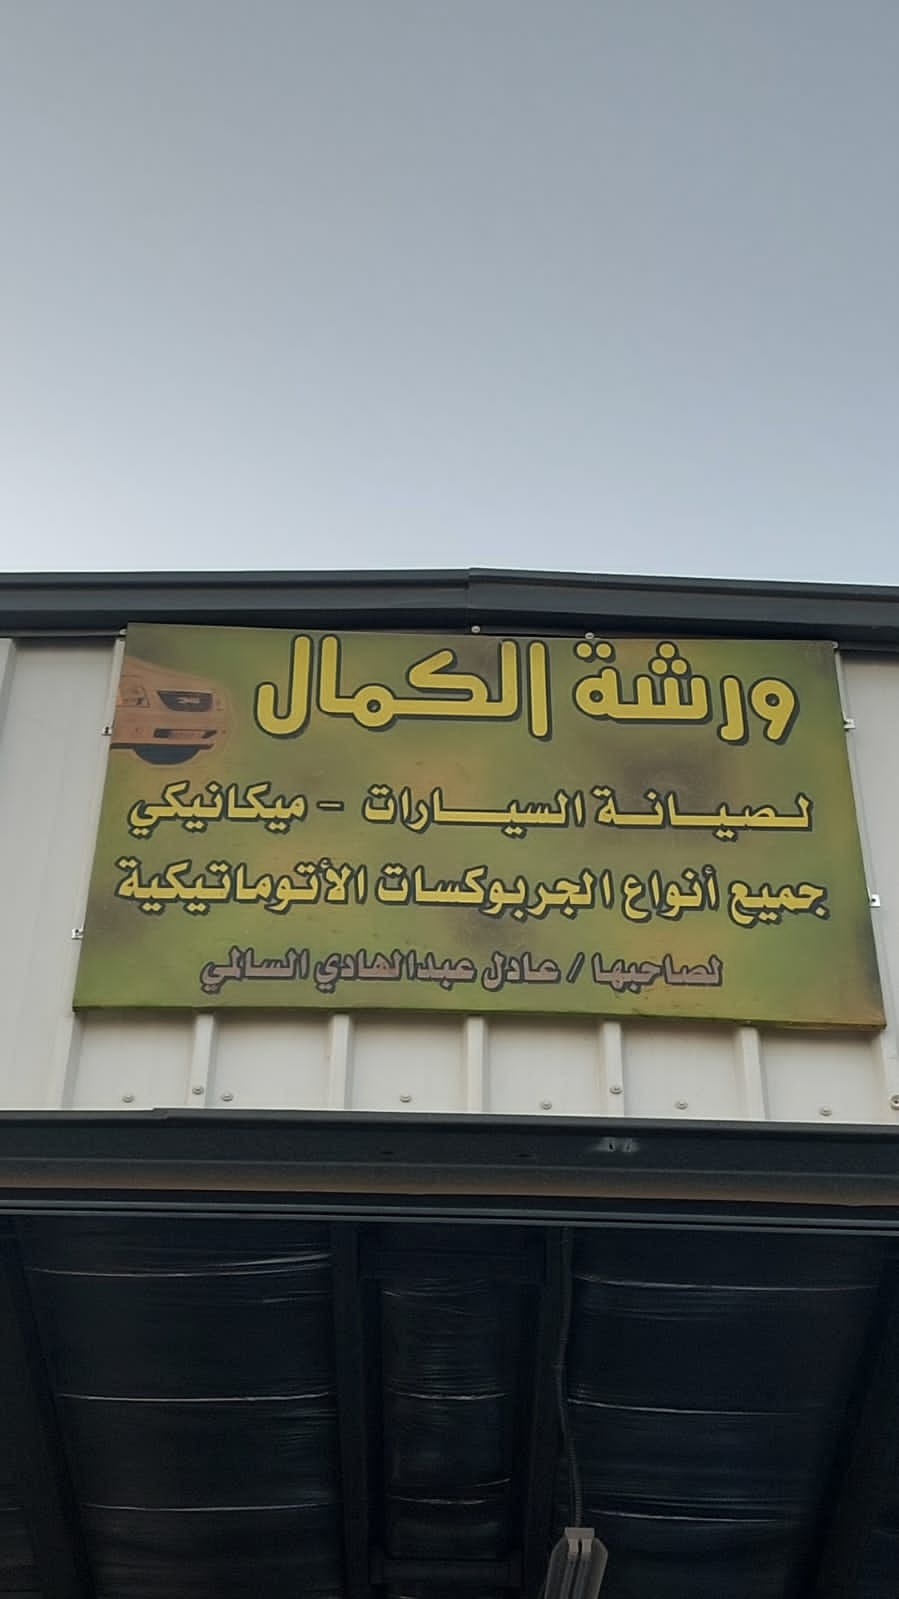 ورشة الكمال
لصيانة السيارات - ميكانيكي
جميع أنواع الجربوكسات الأتوماتيكية
لصاحبها / عادل عبدالهادي السالمي